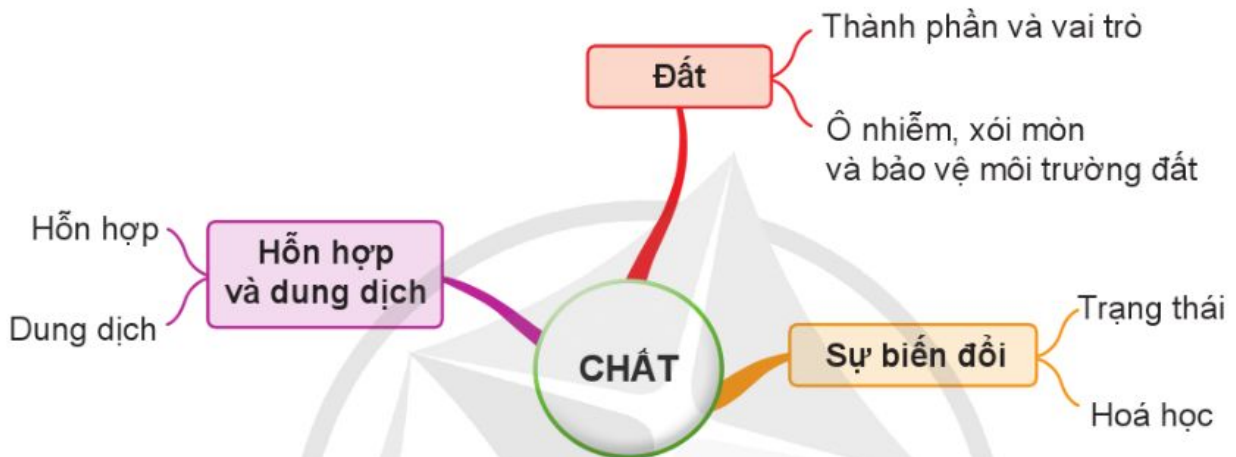 Thành phần và vai trò
Đất
Ô nhiễm, xói mòn
và bảo vệ môi trường đất
Hỗn hợp
Hỗn hợp
và dung dịch
Dung dịch
Trạng thái
Sự biến đổi
CHẤT
Hoá học